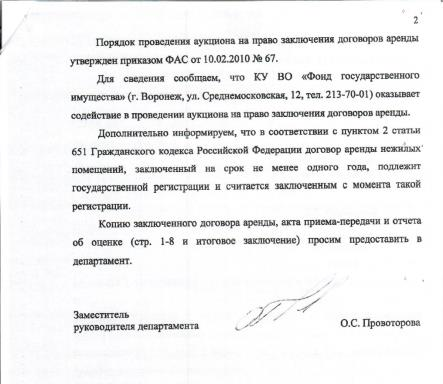 2
Порядок проведения аукциона на право заключения договоров аренды
утвержден приказом ФАС от 10.02.2010 № 67.
Для сведения сообщаем, что КУ ВО «Фонд государственного
имущества» (г. Воронеж, ул. Среднемосковская, 12, тел. 213-70-01) оказывает
содействие в проведении аукциона на право заключения договоров аренды.
Дополнительно информируем, что в соответствии с пунктом 2 статьи
651 Гражданского кодекса Российской Федерации договор аренды нежилых
помещений, заключенный на срок не менее одного года, подлежит
государственной регистрации и считается заключенным с момента такой
регистрации.
Копию заключенного договора аренды, акта приема-передачи и отчета
об оценке (стр. 1-8 и итоговое заключение) просим предоставить в
департамент.
Заместитель
руководителя департамента О.С. Провоторова